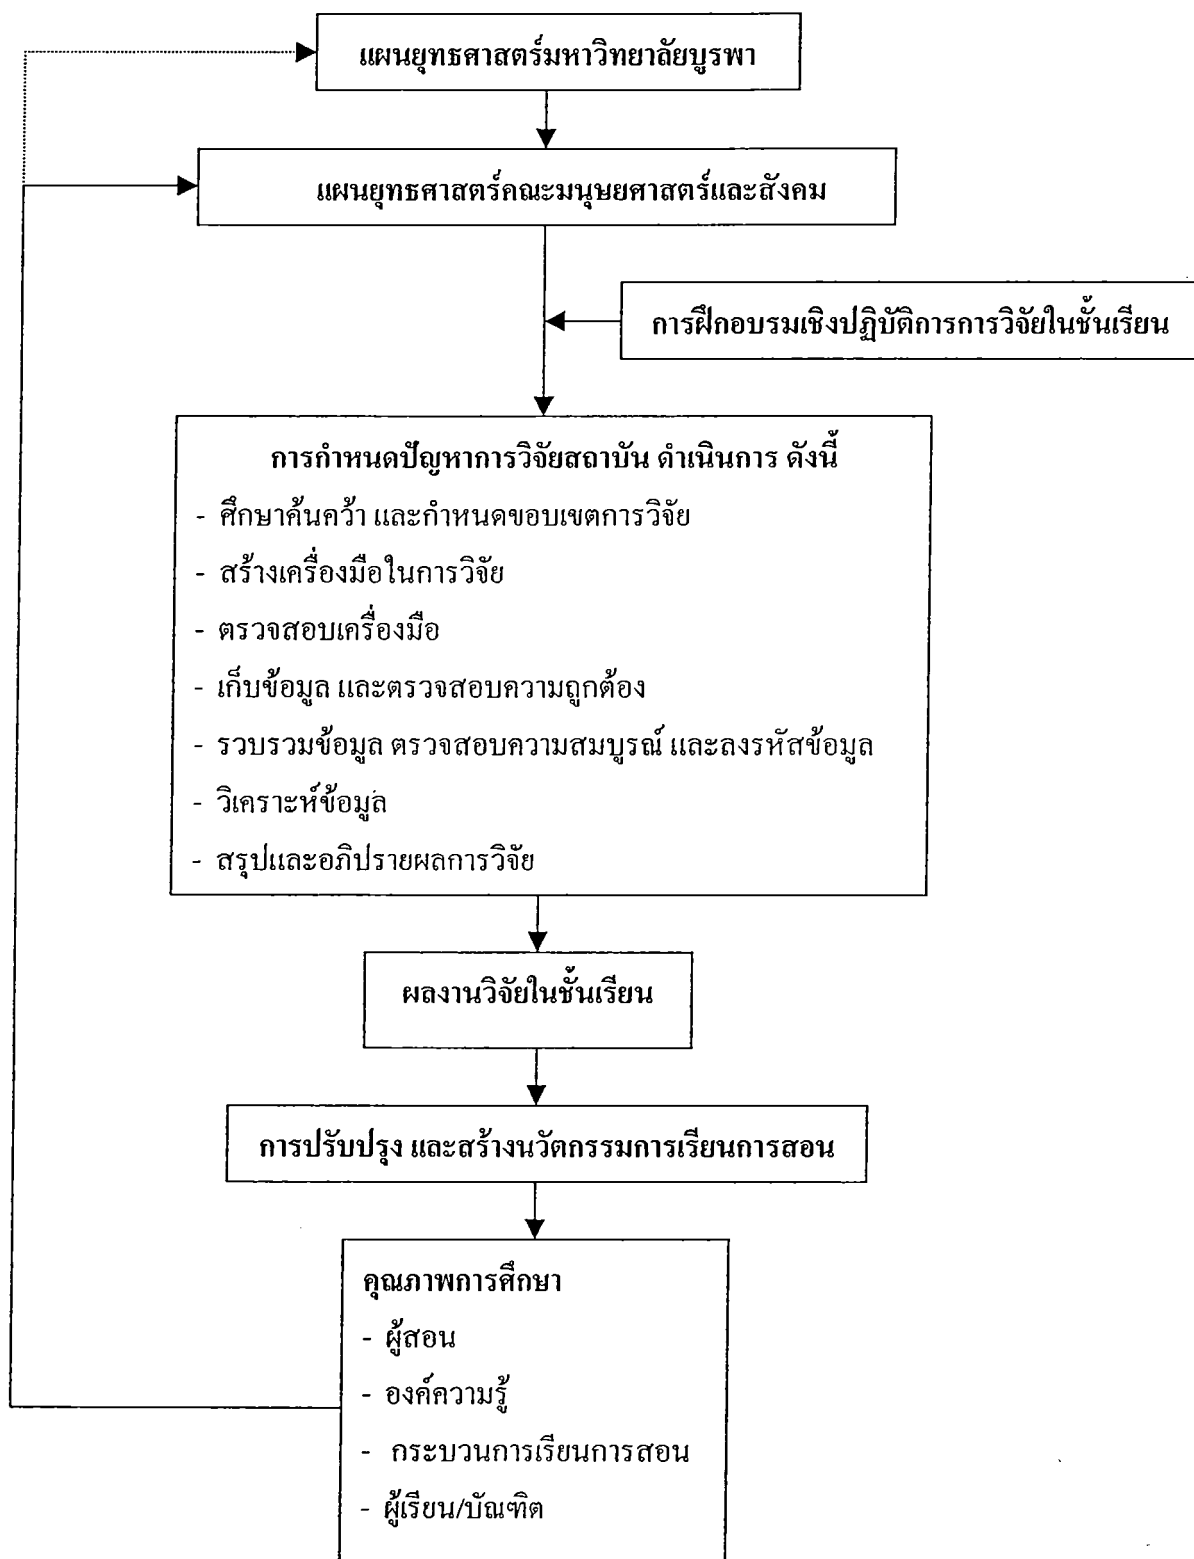 แผนยุทธศาสตร์มหาวิทยาลัยบูรพา
แผนยุทธศาสตร์คณะมนุษยศาสตร์และสังคม
การฝึกอบรมเชิงปฏิบัติการการวิจัยในชั้นเรียน
การกำหนดปัญหาการวิจัยสถาบัน ดำเนินการ ดังนี้
- ศึกษาค้นคว้า และกำหนดขอบเขตการวิจัย
- สร้างเครื่องมือในการวิจัย
- ตรวจสอบเครื่องมือ
- เก็บข้อมูล และตรวจสอบความถูกต้อง
- รวบรวมข้อมูล ตรวจสอบความสมบูรณ์ และลงรหัสข้อมูล
- วิเคราะห์ข้อมูล
- สรุปและอภิปรายผลการวิจัย
ผลงานวิจัยในชั้นเรียน
การปรับปรุง และสร้างนวัตกรรมการเรียนการสอน
คุณภาพการศึกษา
- ผู้สอน
- องค์ความรู้
- กระบวนการเรียนการสอน
- ผู้เรียน/บัณฑิต